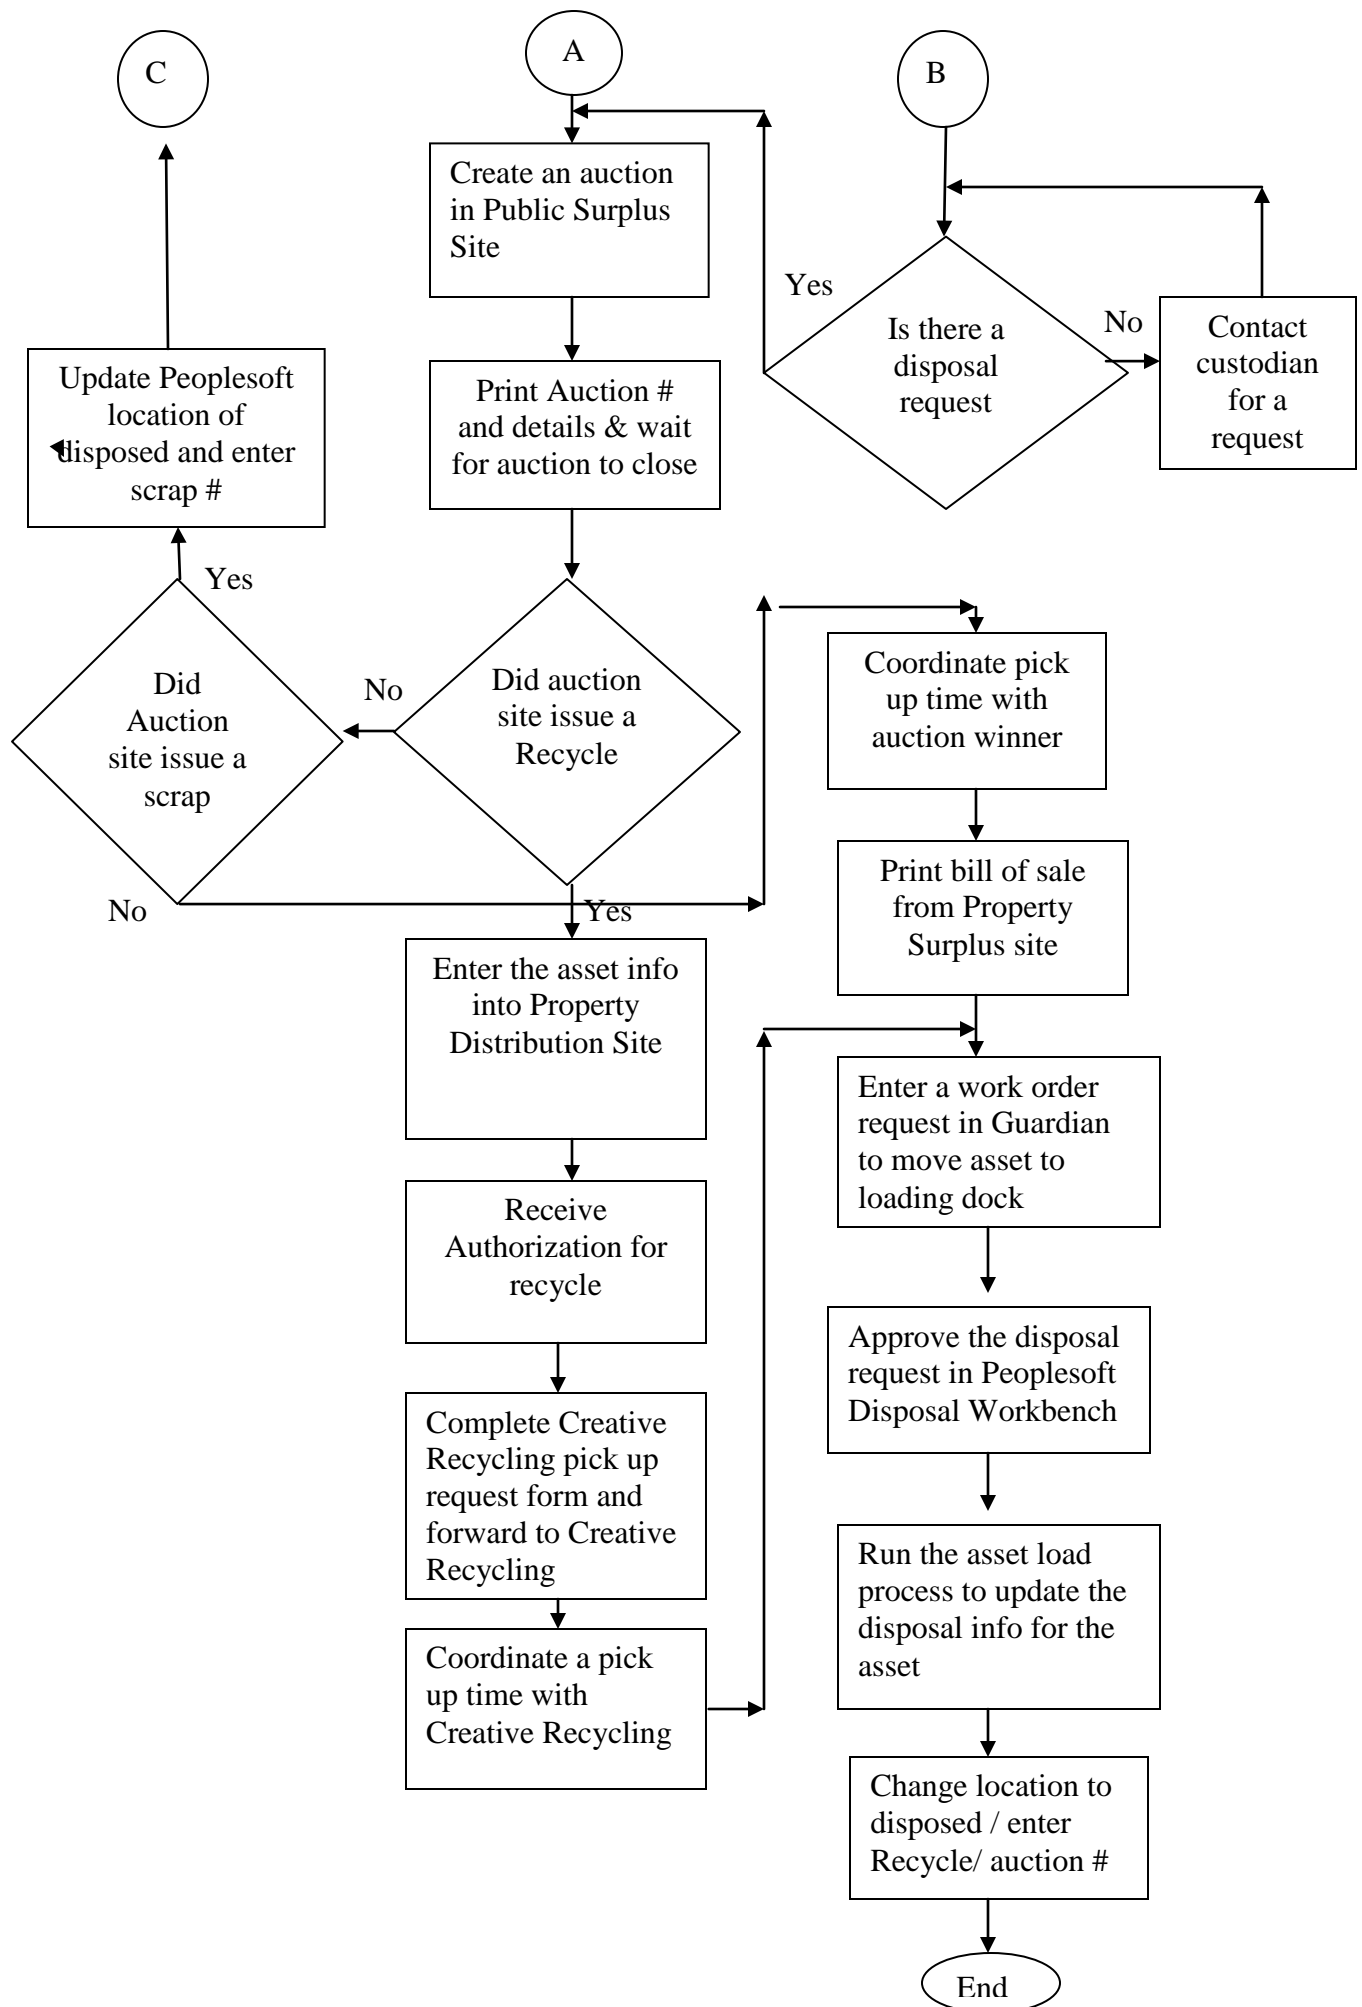 C
A
B
Create an auction
in Public Surplus
Site
Yes
Is there a
disposal
request
No
Contact
custodian
for a
request
Update Peoplesoft
location of
disposed and enter
scrap #
Print Auction #
and details & wait
for auction to close
Yes
Did
Auction
site issue a
scrap
No
Did auction
site issue a
Recycle
Coordinate pick
up time with
auction winner
No
Yes
Print bill of sale
from Property
Surplus site
Enter the asset info
into Property
Distribution Site
Enter a work order
request in Guardian
to move asset to
loading dock
Receive
Authorization for
recycle
Approve the disposal
request in Peoplesoft
Disposal Workbench
Complete Creative
Recycling pick up
request form and
forward to Creative
Recycling
Run the asset load
process to update the
disposal info for the
asset
Coordinate a pick
up time with
Creative Recycling
Change location to
disposed / enter
Recycle/ auction #
End